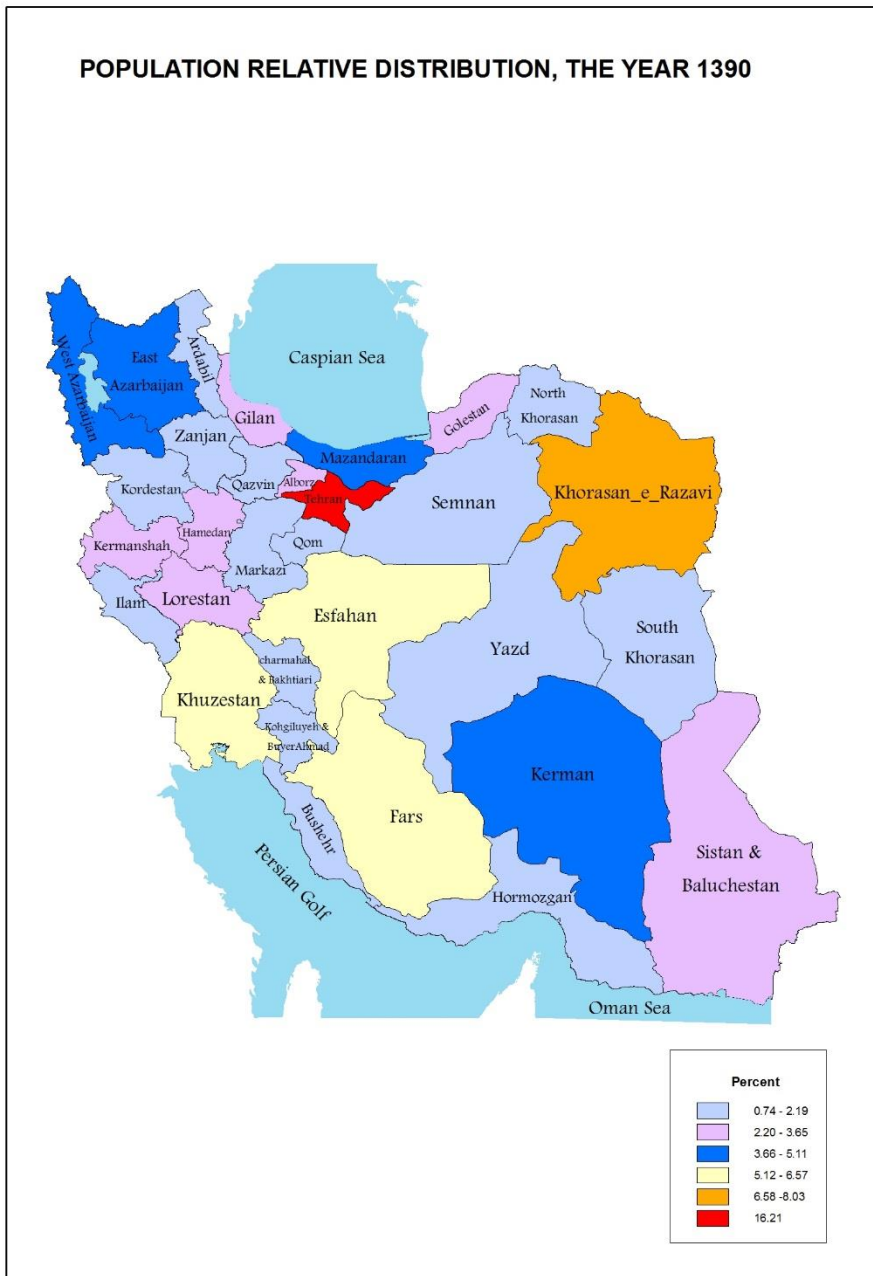 POPULATION RELATIVE DISTRIBUTION, THE YEAR 1390
Caspian Sea
West Azarbaijan
East
Azarbaijan
Ardabil
Gilan
Golestan
North
Khorasan
Zanjan
Mazandaran
Kordestan
Qazvin
Alborz
Tehran
Semnan
Khorasan_e_Razavi
Kermanshah
Hamedan
Qom
Markazi
Ilam
Lorestan
Esfahan
Yazd
South
Khorasan
charmahal
& Bakhtiari
Khuzestan
Kohgiluyeh &
BuyerAhmad
Kerman
Fars
Bushehr
Sistan &
Baluchestan
Persian Golf
Hormozgan
Oman Sea
Percent
0.74 - 2.19
2.20 - 3.65
3.66 - 5.11
5.12 - 6.57
6.58 -8.03
16.21